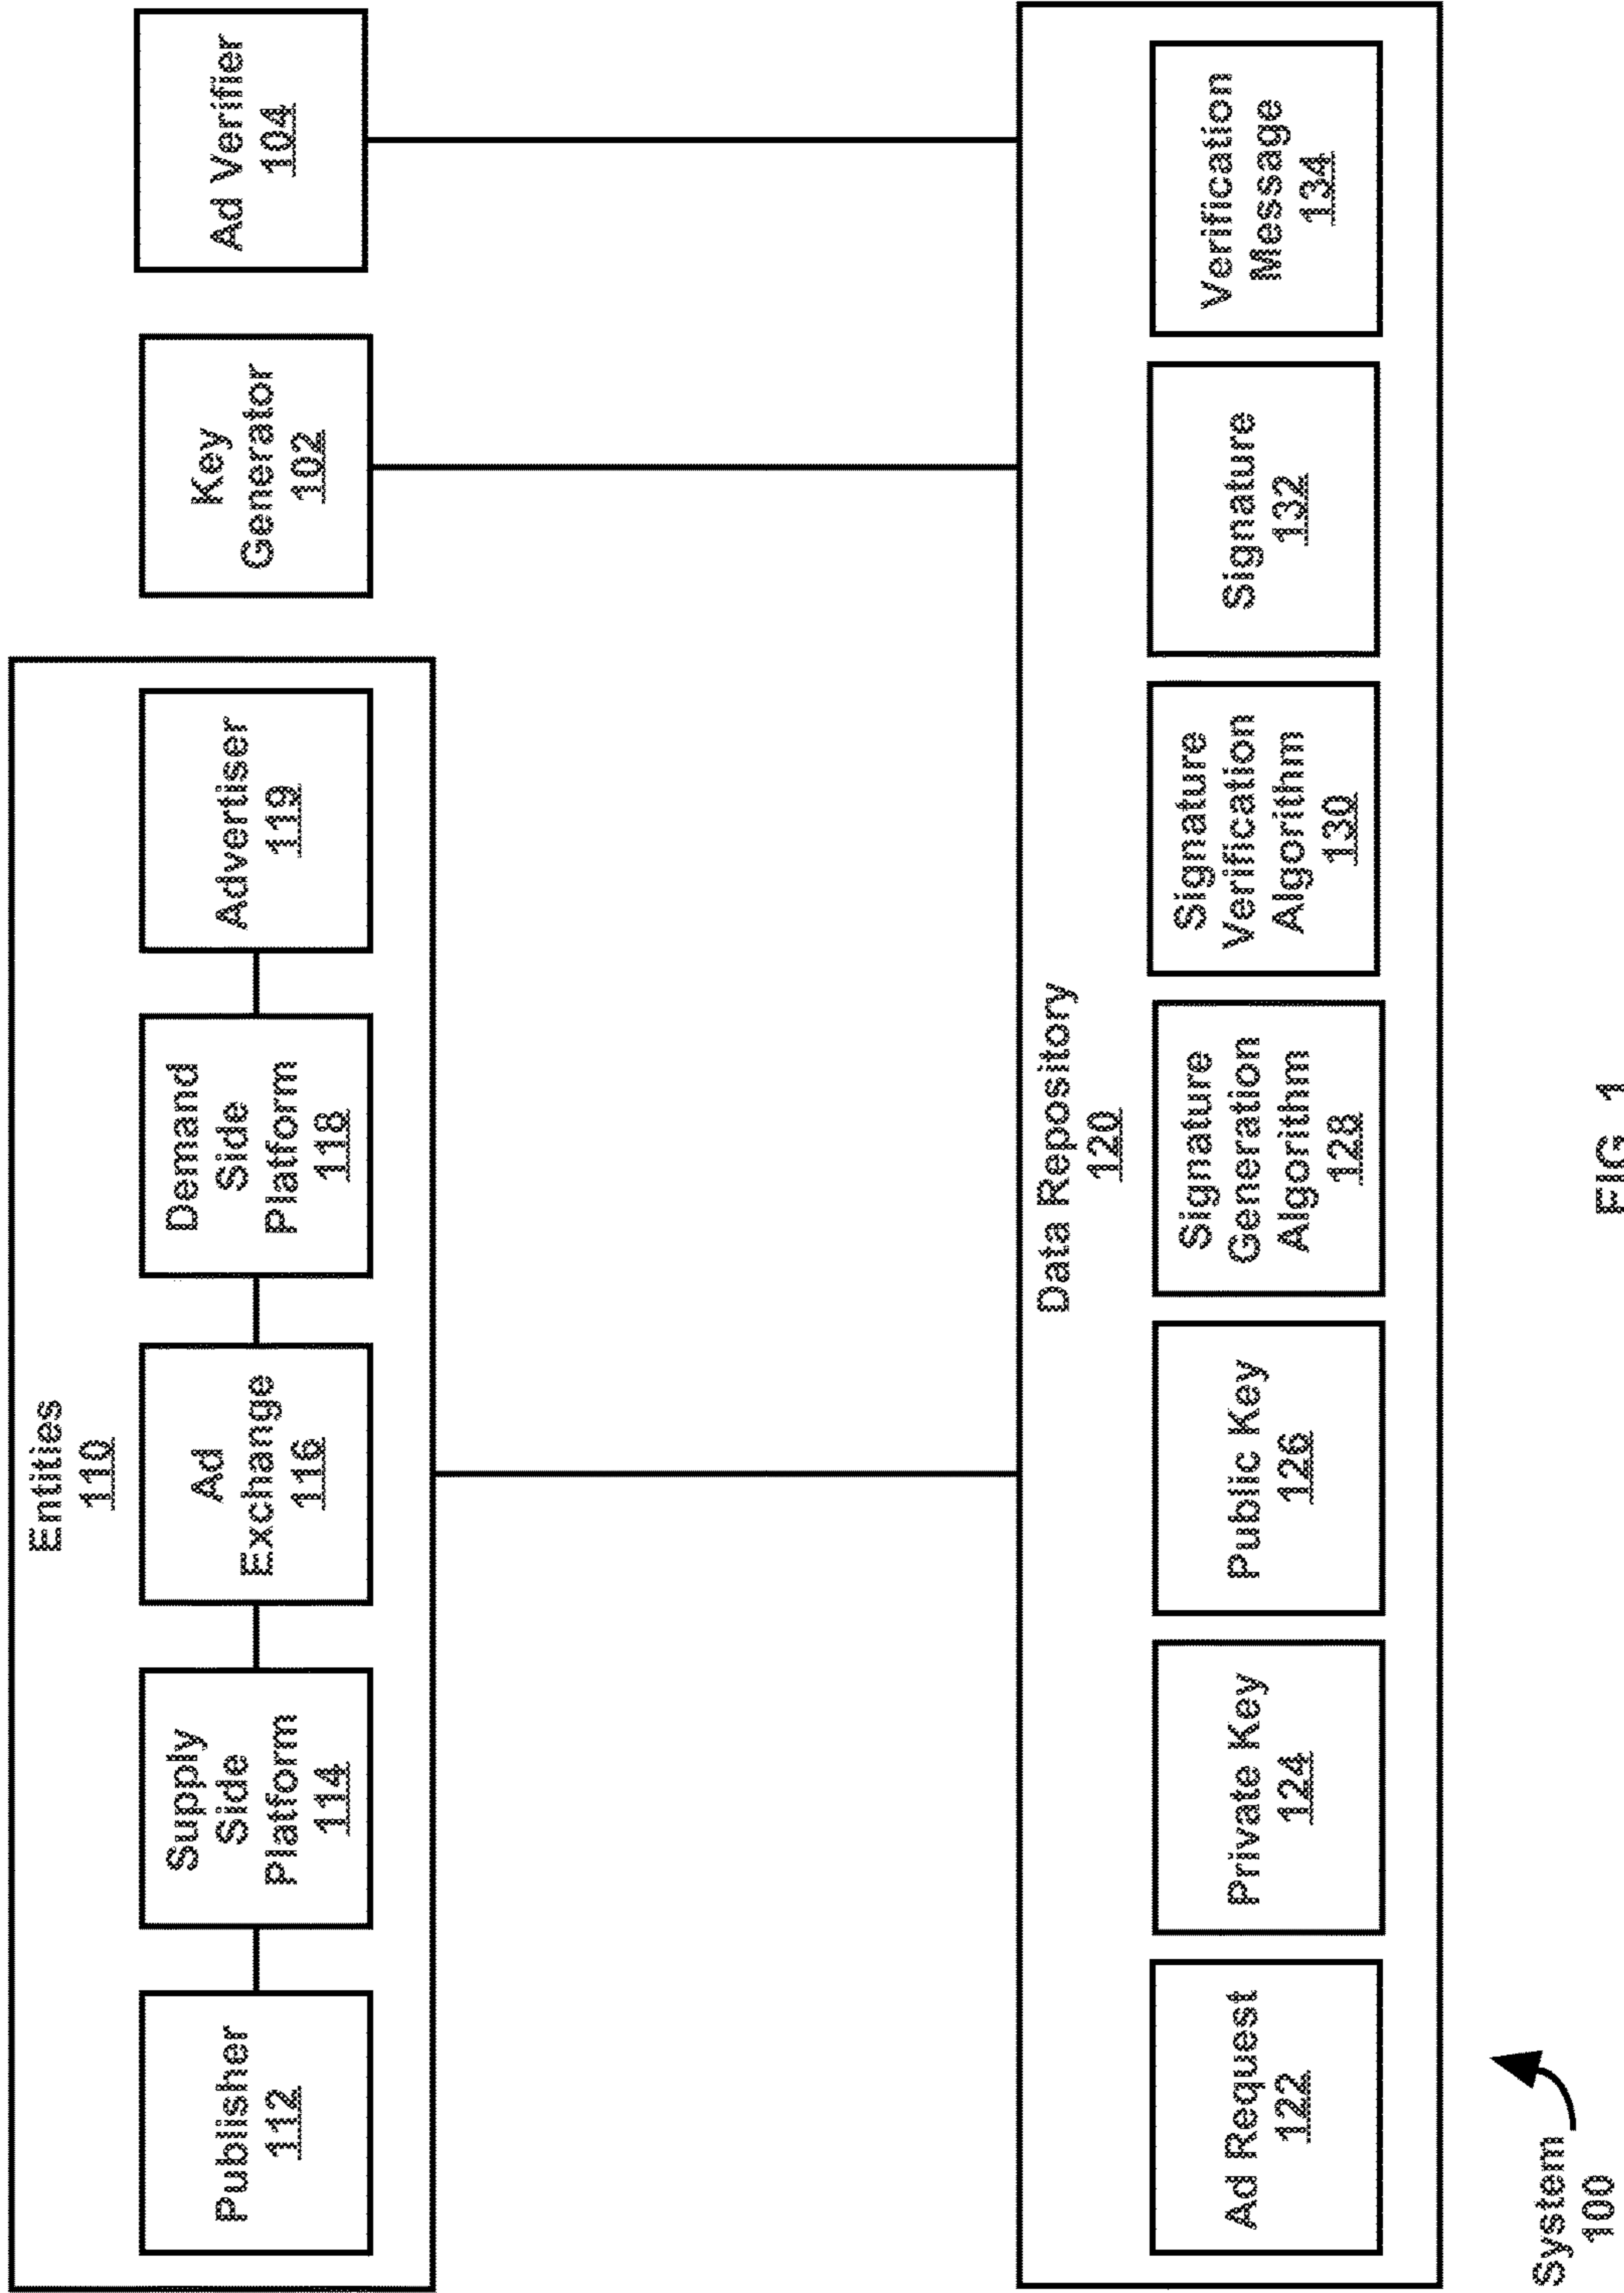 Entities
110
Publisher
112
Supply
Side
Platform
114
Ad
Exchange
116
Demand
Side
Platform
118
Advertiser
119
Key
Generator
102
Ad Verifier
104
Data Repository
120
Ad Request
122
Private Key
124
Public Key
126
Signature
Generation
Algorithm
128
Signature
Verification
Algorithm
130
Signature
132
Verification
Message
134
System
100
FIG. 1